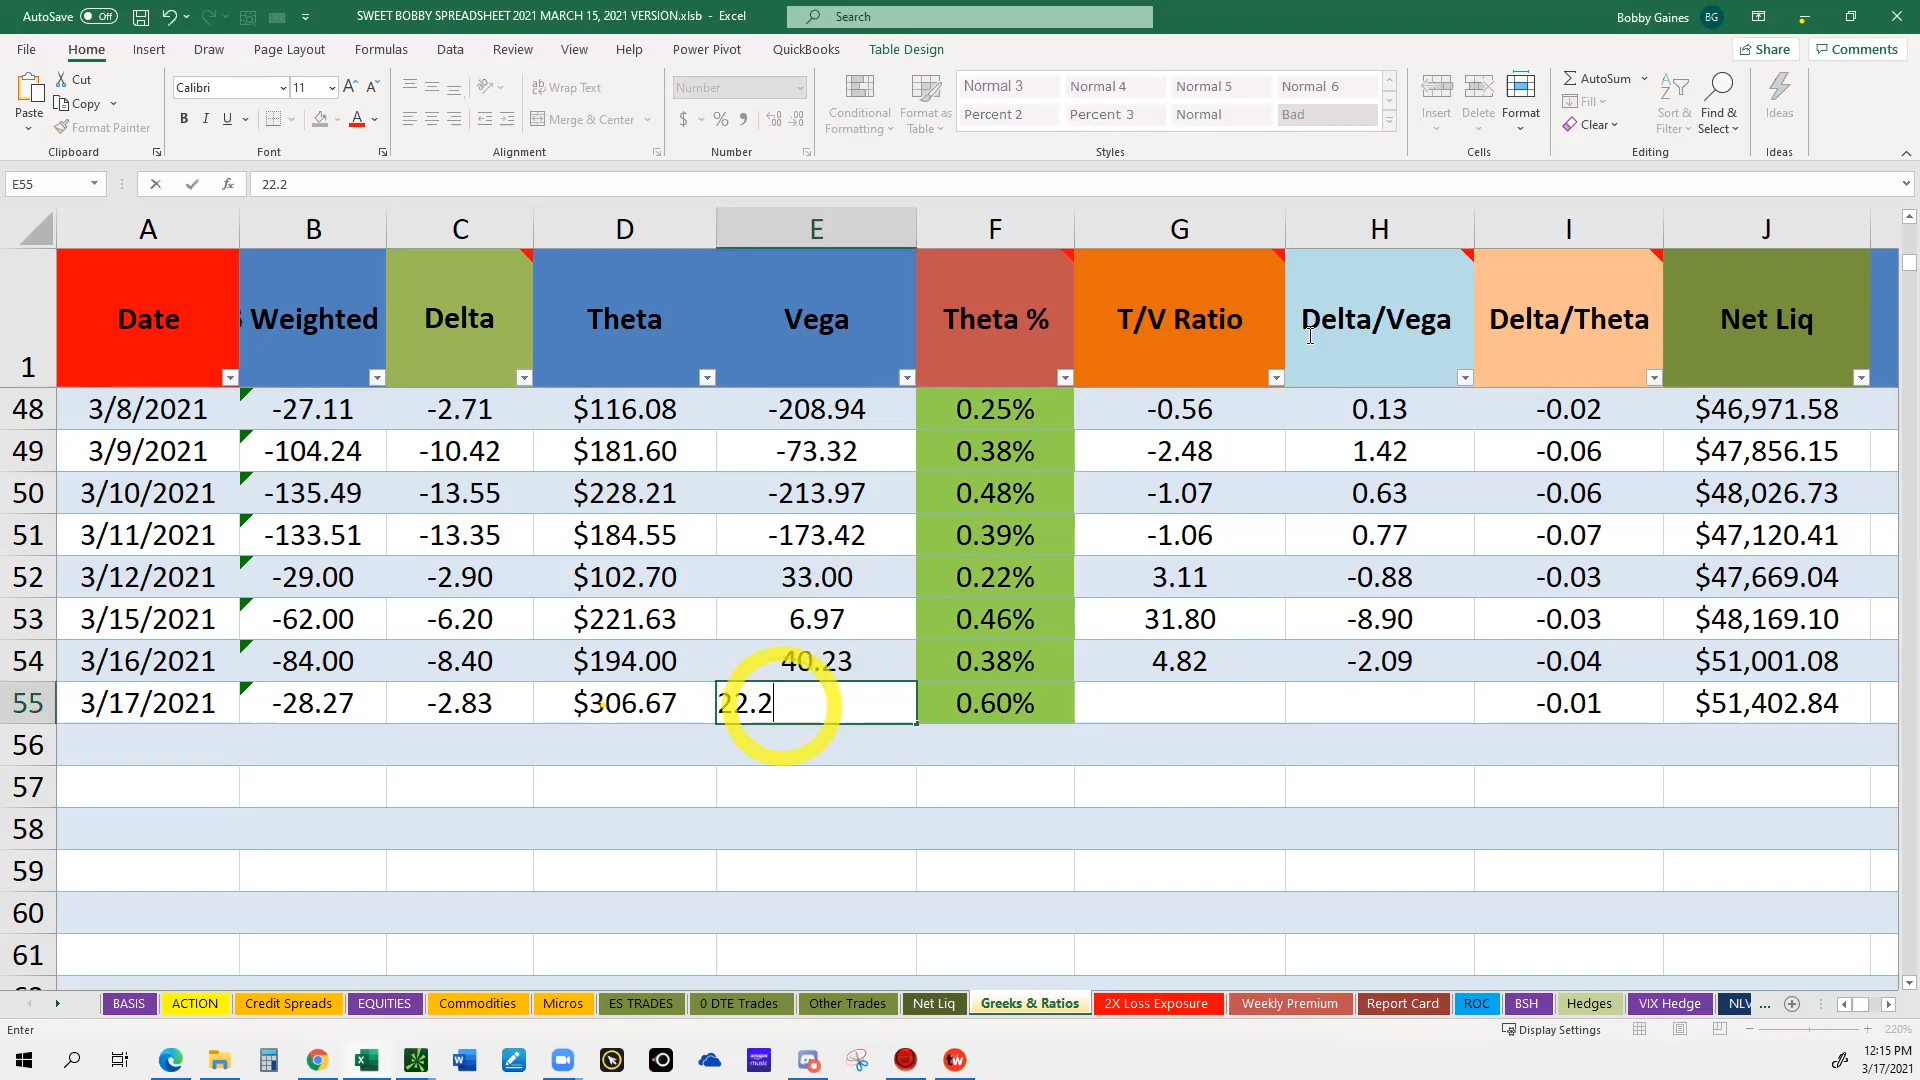 AutoSave Off
SWEET BOBBY SPREADSHEET 2021 MARCH 15, 2021 VERSION.xlsb - Excel
Search
Bobby Gaines BG
File Home Insert Draw Page Layout Formulas Data Review View Help Power Pivot QuickBooks Table Design Share Comments
Paste Cut Copy Format Painter Clipboard
Calibri 11 A A B I U A Font
Wrap Text Merge & Center Alignment
Number $ % Number
Conditional Formatting Format as Table
Normal 3 Normal 4 Normal 5 Normal 6
Percent 2 Percent 3 Normal Bad
Styles
Insert Delete Format Cells
AutoSum Fill Clear Sort & Filter Find & Select Editing
Ideas Ideas
E55 fx 22.2
A B C D E F G H I J
1 Date Weighted Delta Theta Vega Theta % T/V Ratio Delta/Vega Delta/Theta Net Liq
48 3/8/2021 -27.11 -2.71 $116.08 -208.94 0.25% -0.56 0.13 -0.02 $46,971.58
49 3/9/2021 -104.24 -10.42 $181.60 -73.32 0.38% -2.48 1.42 -0.06 $47,856.15
50 3/10/2021 -135.49 -13.55 $228.21 -213.97 0.48% -1.07 0.63 -0.06 $48,026.73
51 3/11/2021 -133.51 -13.35 $184.55 -173.42 0.39% -1.06 0.77 -0.07 $47,120.41
52 3/12/2021 -29.00 -2.90 $102.70 33.00 0.22% 3.11 -0.88 -0.03 $47,669.04
53 3/15/2021 -62.00 -6.20 $221.63 6.97 0.46% 31.80 -8.90 -0.03 $48,169.10
54 3/16/2021 -84.00 -8.40 $194.00 40.23 0.38% 4.82 -2.09 -0.04 $51,001.08
55 3/17/2021 -28.27 -2.83 $306.67 22.2 0.60% -0.01 $51,402.84
56
57
58
59
60
61
BASIS ACTION Credit Spreads EQUITIES Commodities Micros ES TRADES 0 DTE Trades Other Trades Net Liq Greeks & Ratios 2X Loss Exposure Weekly Premium Report Card ROC BSH Hedges VIX Hedge NLV ...
Enter Display Settings 220%
amazon music tw
12:15 PM
3/17/2021